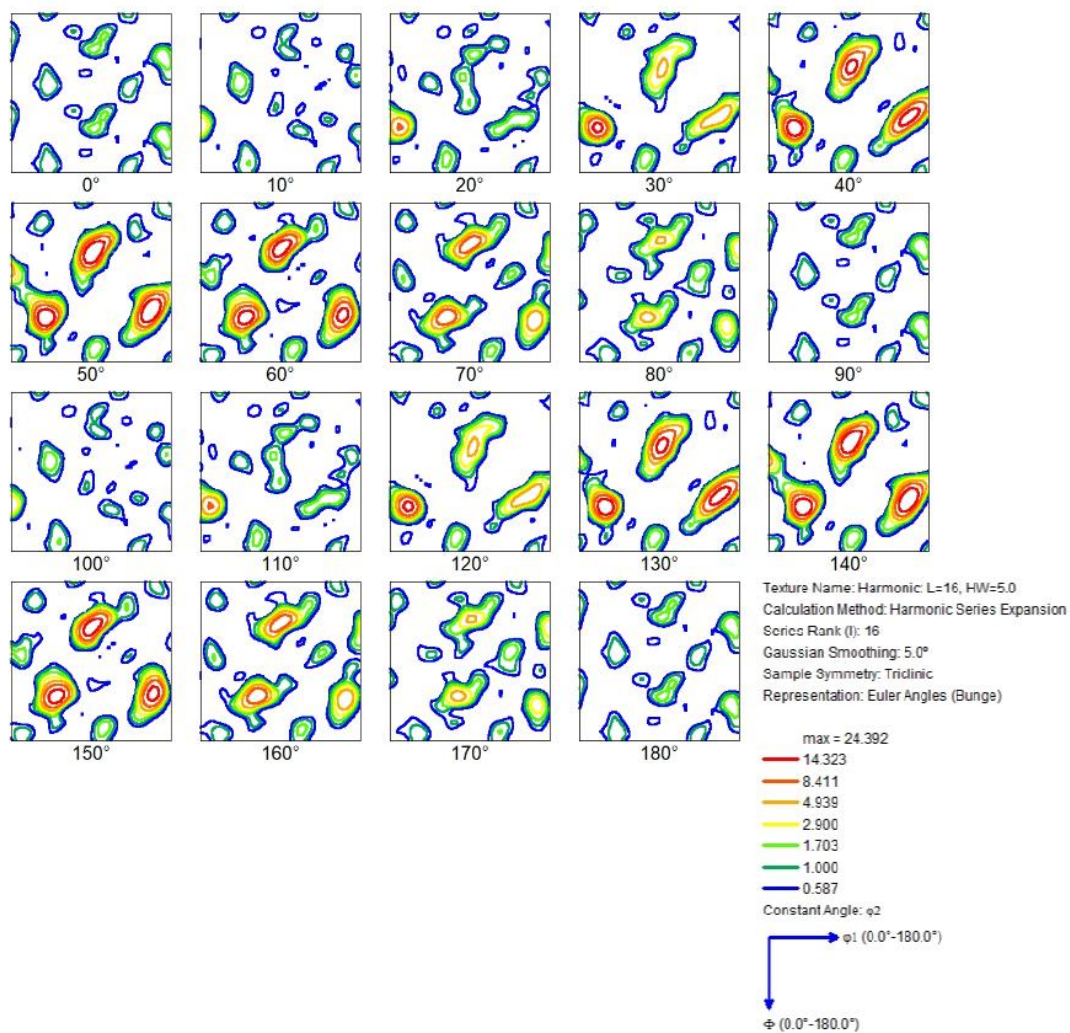 0° 10° 20° 30° 40°
50° 60° 70° 80° 90°
100° 110° 120° 130° 140°
150° 160° 170° 180°
Texture Name: Harmonic: L=16, HW=5.0
Calculation Method: Harmonic Series Expansion
Series Rank (l): 16
Gaussian Smoothing: 5.0°
Sample Symmetry: Triclinic
Representation: Euler Angles (Bunge)
max = 24.392
14.323
8.411
4.939
2.900
1.703
1.000
0.587
Constant Angle: φ2
φ1 (0.0°-180.0°)
Φ (0.0°-180.0°)